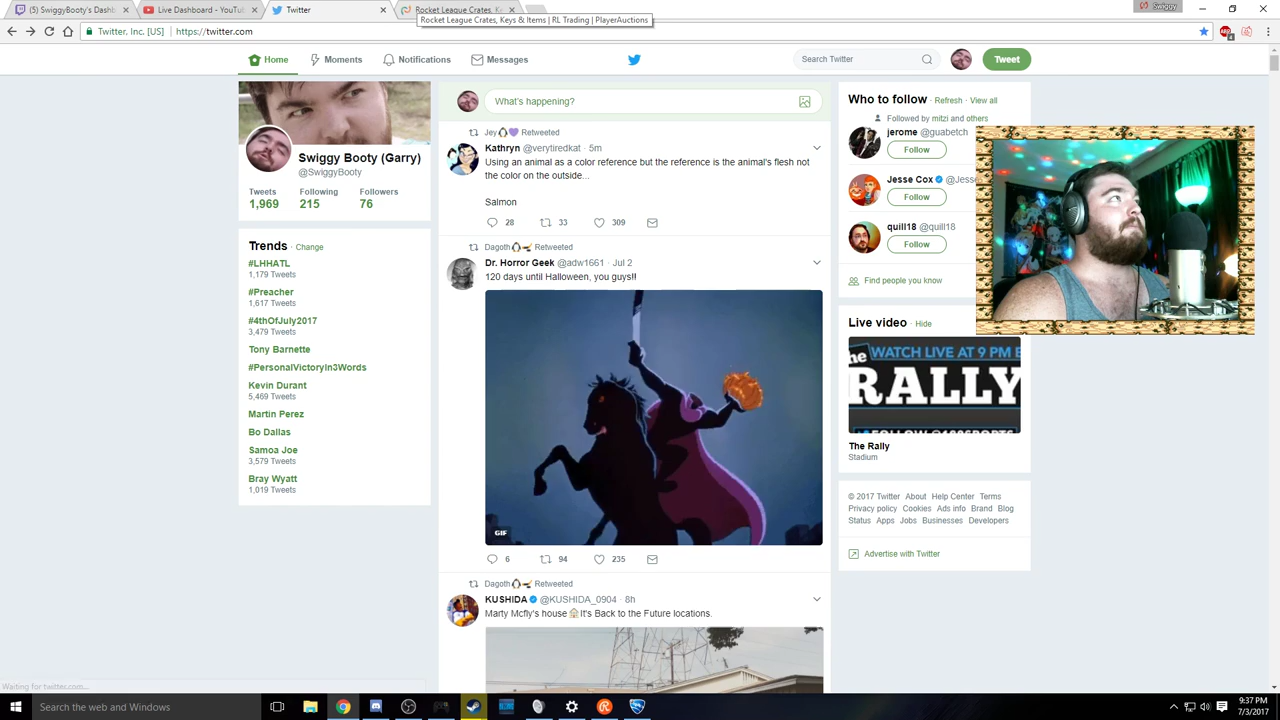 (5) SwiggyBooty's Dashb
Live Dashboard - YouTub
Twitter
Rocket League Crates, Ke
Swiggy
Rocket League Crates, Keys & Items | RL Trading | PlayerAuctions
Twitter, Inc. [US] | https://twitter.com
Home
Moments
Notifications
Messages
Search Twitter
Tweet
Swiggy Booty (Garry)
@SwiggyBooty
Tweets Following Followers
1,969 215 76
Trends · Change
#LHHATL
1,179 Tweets
#Preacher
1,617 Tweets
#4thOfJuly2017
3,479 Tweets
Tony Barnette
#PersonalVictoryIn3Words
Kevin Durant
5,469 Tweets
Martin Perez
Bo Dallas
Samoa Joe
3,579 Tweets
Bray Wyatt
1,019 Tweets
What's happening?
Jey Retweeted
Kathryn @verytiredkat · 5m
Using an animal as a color reference but the reference is the animal's flesh not
the color on the outside...
Salmon
28 33 309
Dagoth Retweeted
Dr. Horror Geek @adw1661 · Jul 2
120 days until Halloween, you guys!!
GIF
6 94 235
Dagoth Retweeted
KUSHIDA @KUSHIDA_0904 · 8h
Marty Mcfly's house It's Back to the Future locations.
Who to follow · Refresh · View all
Followed by mitzi and others
jerome @guabetch
Follow
Jesse Cox @Jesse
Follow
quill18 @quill18
Follow
Find people you know
Live video · Hide
the WATCH LIVE AT 9 PM E
RALLY
The Rally
Stadium
© 2017 Twitter About Help Center Terms
Privacy policy Cookies Ads info Brand Blog
Status Apps Jobs Businesses Developers
Advertise with Twitter
Waiting for twitter.com...
Search the web and Windows
9:37 PM
7/3/2017